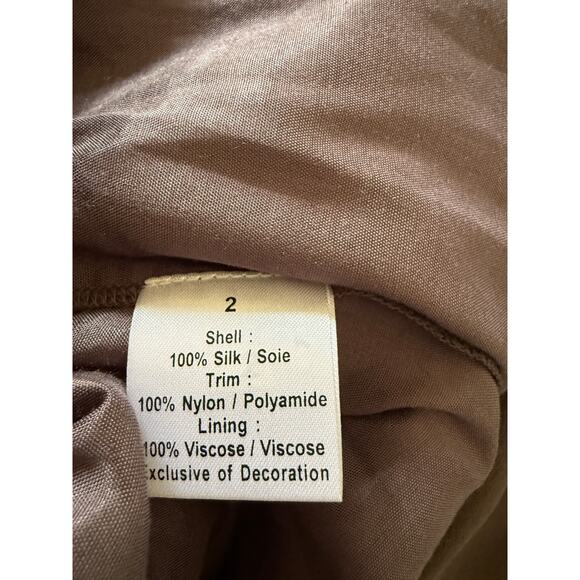 2
Shell :
100% Silk / Soie
Trim :
100% Nylon / Polyamide
Lining :
100% Viscose / Viscose
Exclusive of Decoration